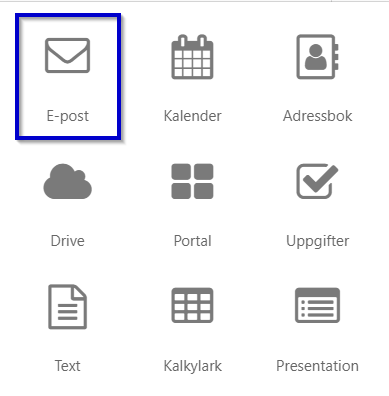 E-post
Kalender
Adressbok
Drive
Portal
Uppgifter
Text
Kalkylark
Presentation